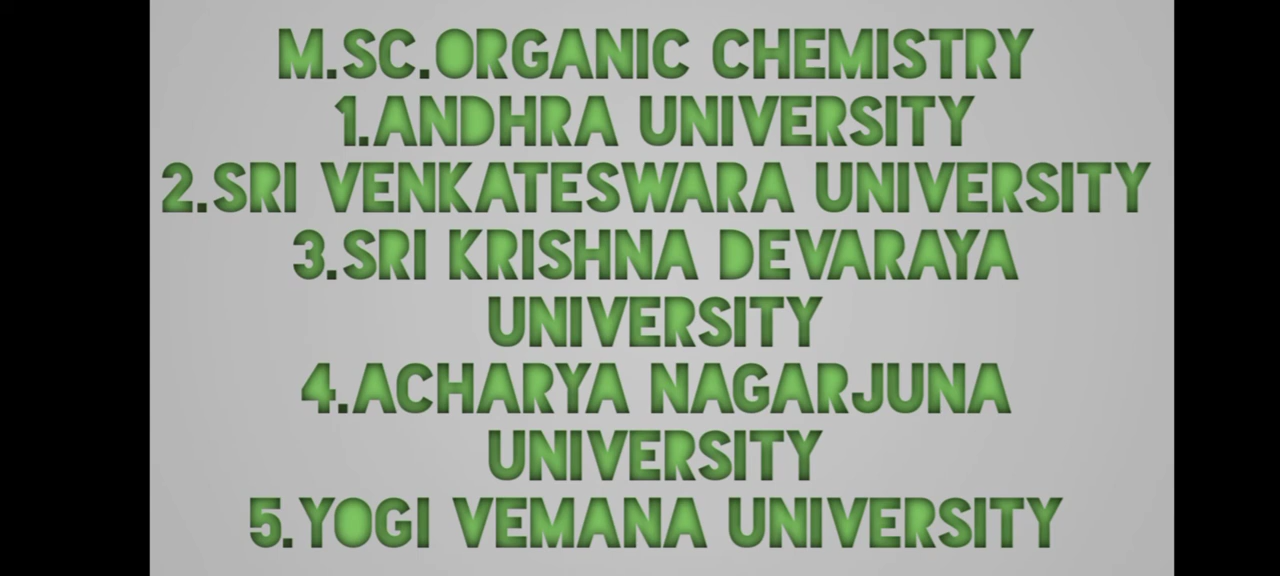 M.SC.ORGANIC CHEMISTRY
1.ANDHRA UNIVERSITY
2.SRI VENKATESWARA UNIVERSITY
3.SRI KRISHNA DEVARAYA
UNIVERSITY
4.ACHARYA NAGARJUNA
UNIVERSITY
5.YOGI VEMANA UNIVERSITY